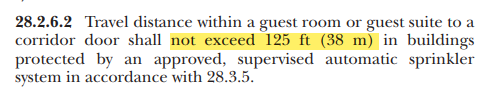 28.2.6.2 Travel distance within a guest room or guest suite to a
corridor door shall not exceed 125 ft (38 m) in buildings
protected by an approved, supervised automatic sprinkler
system in accordance with 28.3.5.